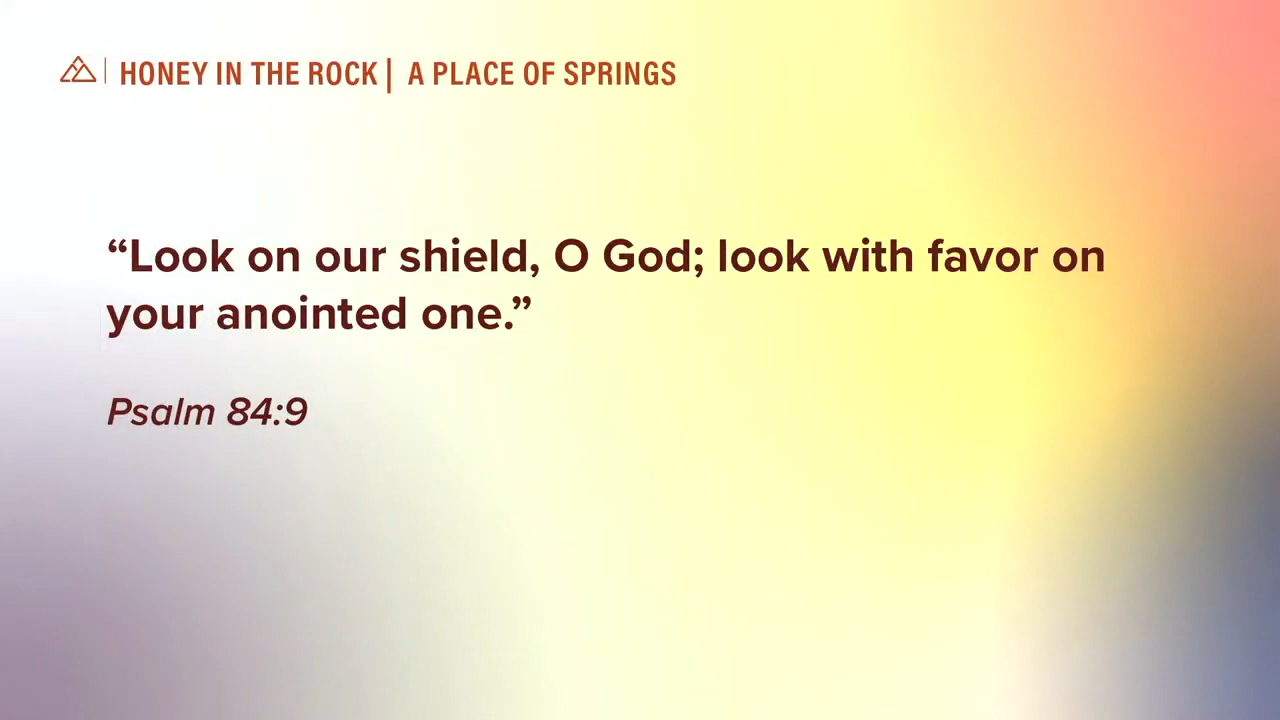 HONEY IN THE ROCK | A PLACE OF SPRINGS
“Look on our shield, O God; look with favor on
your anointed one.”
Psalm 84:9